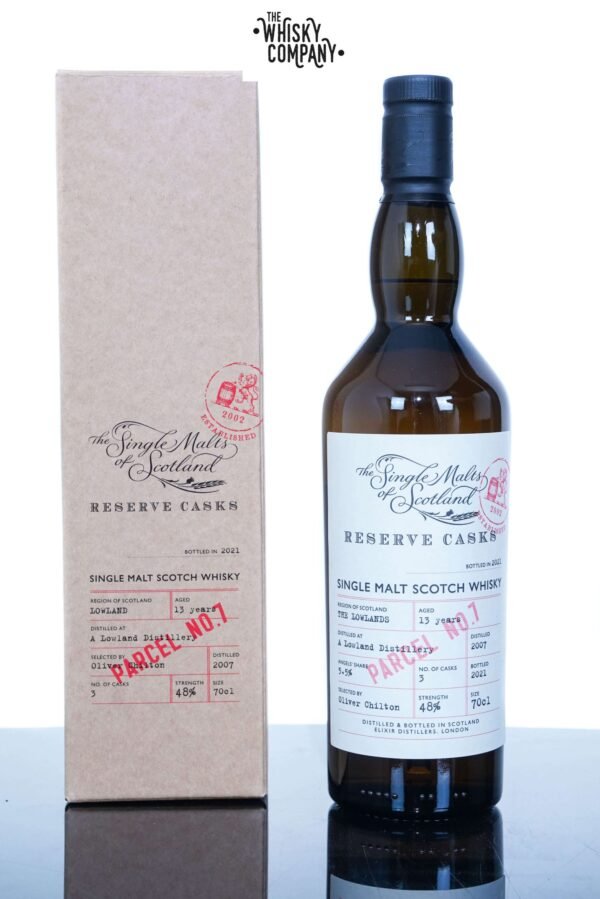 THE
WHISKY
•COMPANY•
2002
ESTABLISHED
The Single Malts
of Scotland
RESERVE CASKS
BOTTLED IN 2021
SINGLE MALT SCOTCH WHISKY
REGION OF SCOTLAND AGED
LOWLAND 13 years
DISTILLED AT
A Lowland Distillery
SELECTED BY DISTILLED
Oliver Chilton 2007
NO. OF CASKS STRENGTH SIZE
3 48% 70cl
PARCEL NO.7
The Single Malts
of Scotland
2002
ESTABLISHED
RESERVE CASKS
BOTTLED IN 2021
SINGLE MALT SCOTCH WHISKY
REGION OF SCOTLAND AGED
THE LOWLANDS 13 years
DISTILLED AT DISTILLED
A Lowland Distillery 2007
ANGELS' SHARE NO. OF CASKS BOTTLED
5.5% 3 2021
SELECTED BY STRENGTH SIZE
Oliver Chilton 48% 70cl
PARCEL NO.7
DISTILLED & BOTTLED IN SCOTLAND
ELIXIR DISTILLERS, LONDON